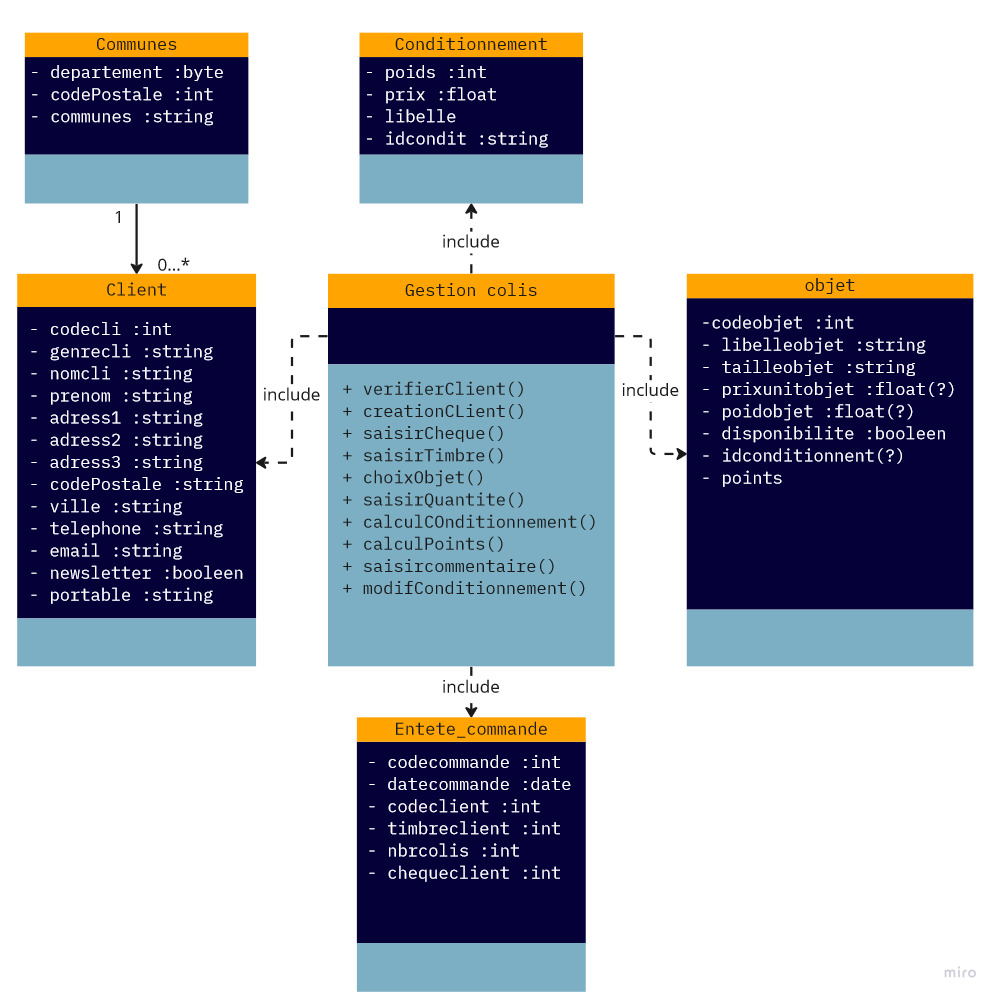 Communes
- departement :byte
- codePostale :int
- communes :string
Conditionnement
- poids :int
- prix :float
- libelle
- idcondit :string
1
0...*
include
Client
- codecli :int
- genrecli :string
- nomcli :string
- prenom :string
- adress1 :string
- adress2 :string
- adress3 :string
- codePostale :string
- ville :string
- telephone :string
- email :string
- newsletter :booleen
- portable :string
include
Gestion colis
+ verifierClient()
+ creationCLient()
+ saisirCheque()
+ saisirTimbre()
+ choixObjet()
+ saisirQuantite()
+ calculCOnditionnement()
+ calculPoints()
+ saisircommentaire()
+ modifConditionnement()
include
objet
-codeobjet :int
- libelleobjet :string
- tailleobjet :string
- prixunitobjet :float(?)
- poidobjet :float(?)
- disponibilite :booleen
- idconditionnent(?)
- points
include
Entete_commande
- codecommande :int
- datecommande :date
- codeclient :int
- timbreclient :int
- nbrcolis :int
- chequeclient :int
miro